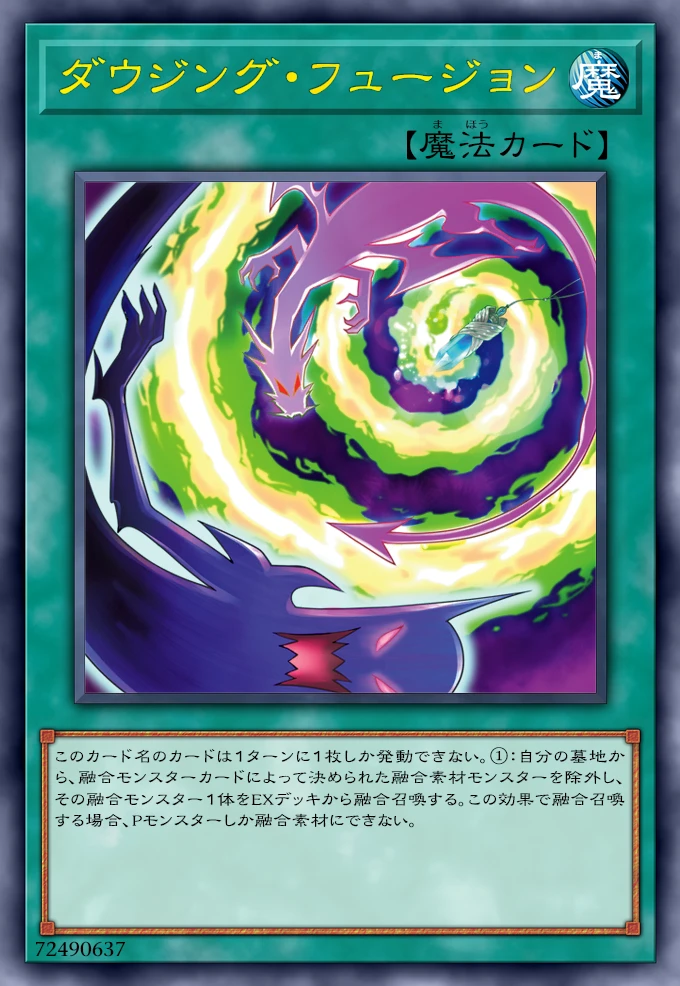 ダウジング・フュージョン
魔
ま
ま ほう
【魔法カード】
このカード名のカードは1ターンに1枚しか発動できない。①：自分の墓地か
ら、融合モンスターカードによって決められた融合素材モンスターを除外し、
その融合モンスター1体をEXデッキから融合召喚する。この効果で融合召喚
する場合、Pモンスターしか融合素材にできない。
72490637